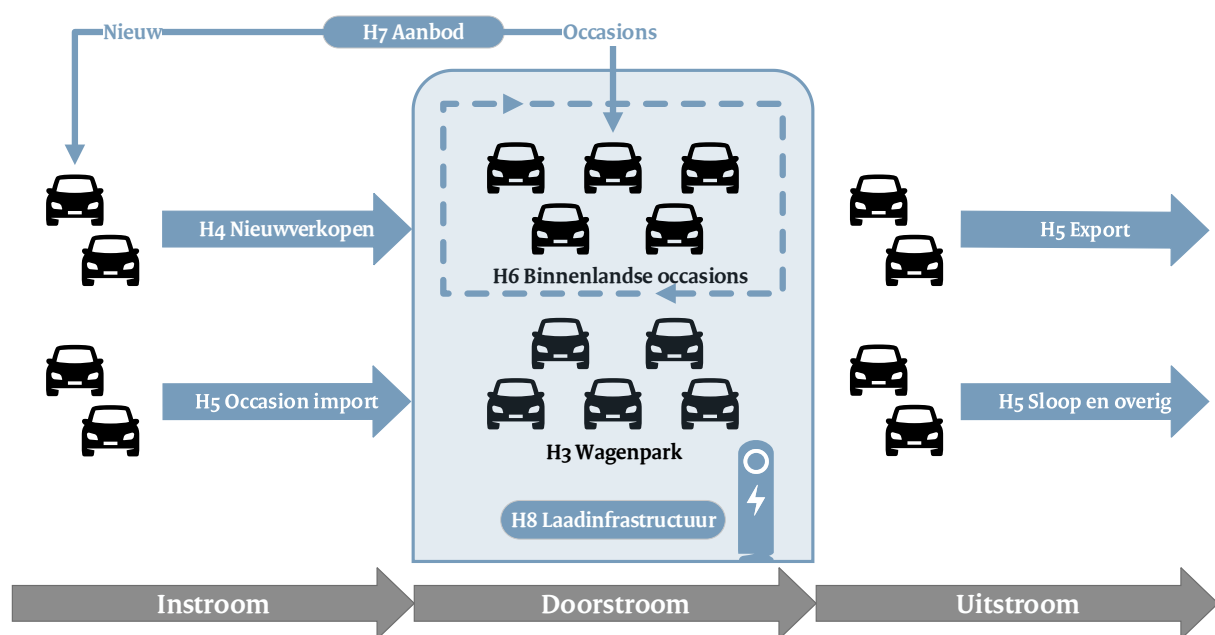 Nieuw
H7 Aanbod
Occasions
H4 Nieuwverkopen
H5 Export
H6 Binnenlandse occasions
H5 Occasion import
H5 Sloop en overig
H3 Wagenpark
H8 Laadinfrastructuur
Instroom
Doorstroom
Uitstroom